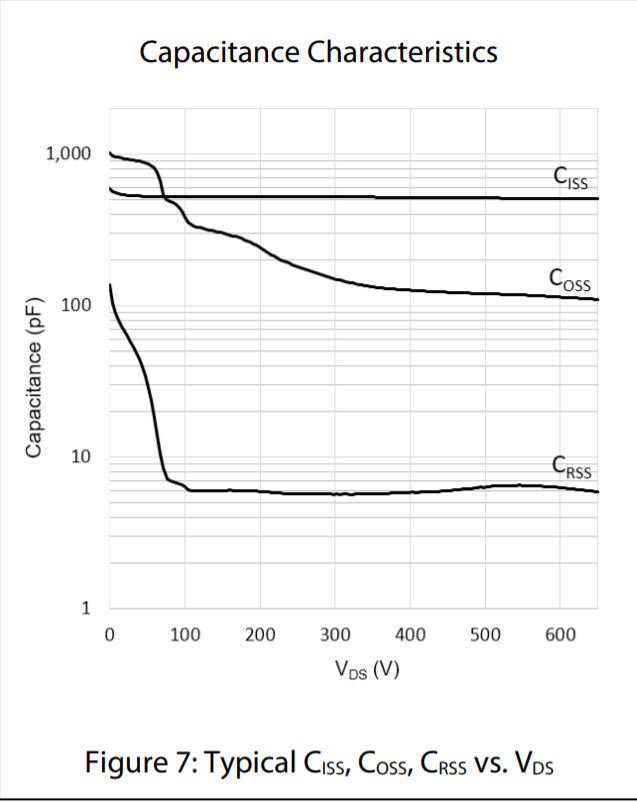 Capacitance Characteristics
1,000
100
10
1
Capacitance (pF)
CISS
COSS
CRSS
0 100 200 300 400 500 600
VDS (V)
Figure 7: Typical CISS, COSS, CRSS vs. VDS